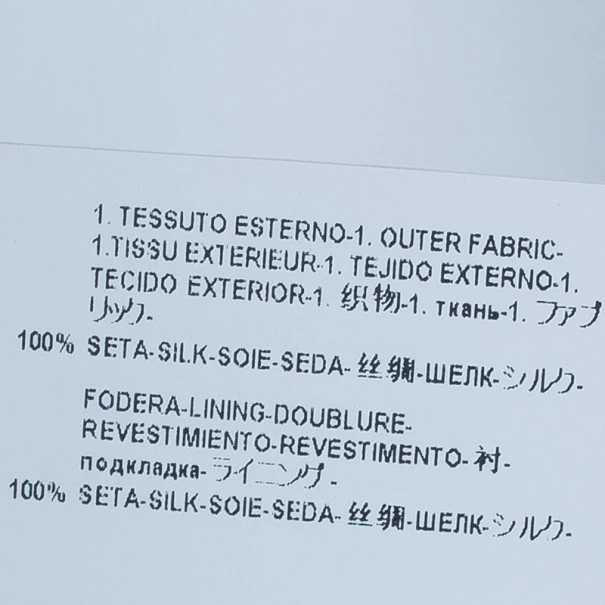 1. TESSUTO ESTERNO-1. OUTER FABRIC-
1.TISSU EXTERIEUR-1. TEJIDO EXTERNO-1.
TECIDO EXTERIOR-1. 织物-1. ткань-1. ファブ
リック-
100% SETA-SILK-SOIE-SEDA-丝绸-ШЕЛК-シルク-
FODERA-LINING-DOUBLURE-
REVESTIMIENTO-REVESTIMENTO-衬-
подкладка-ライニング-
100% SETA-SILK-SOIE-SEDA-丝绸-ШЕЛК-シルク-